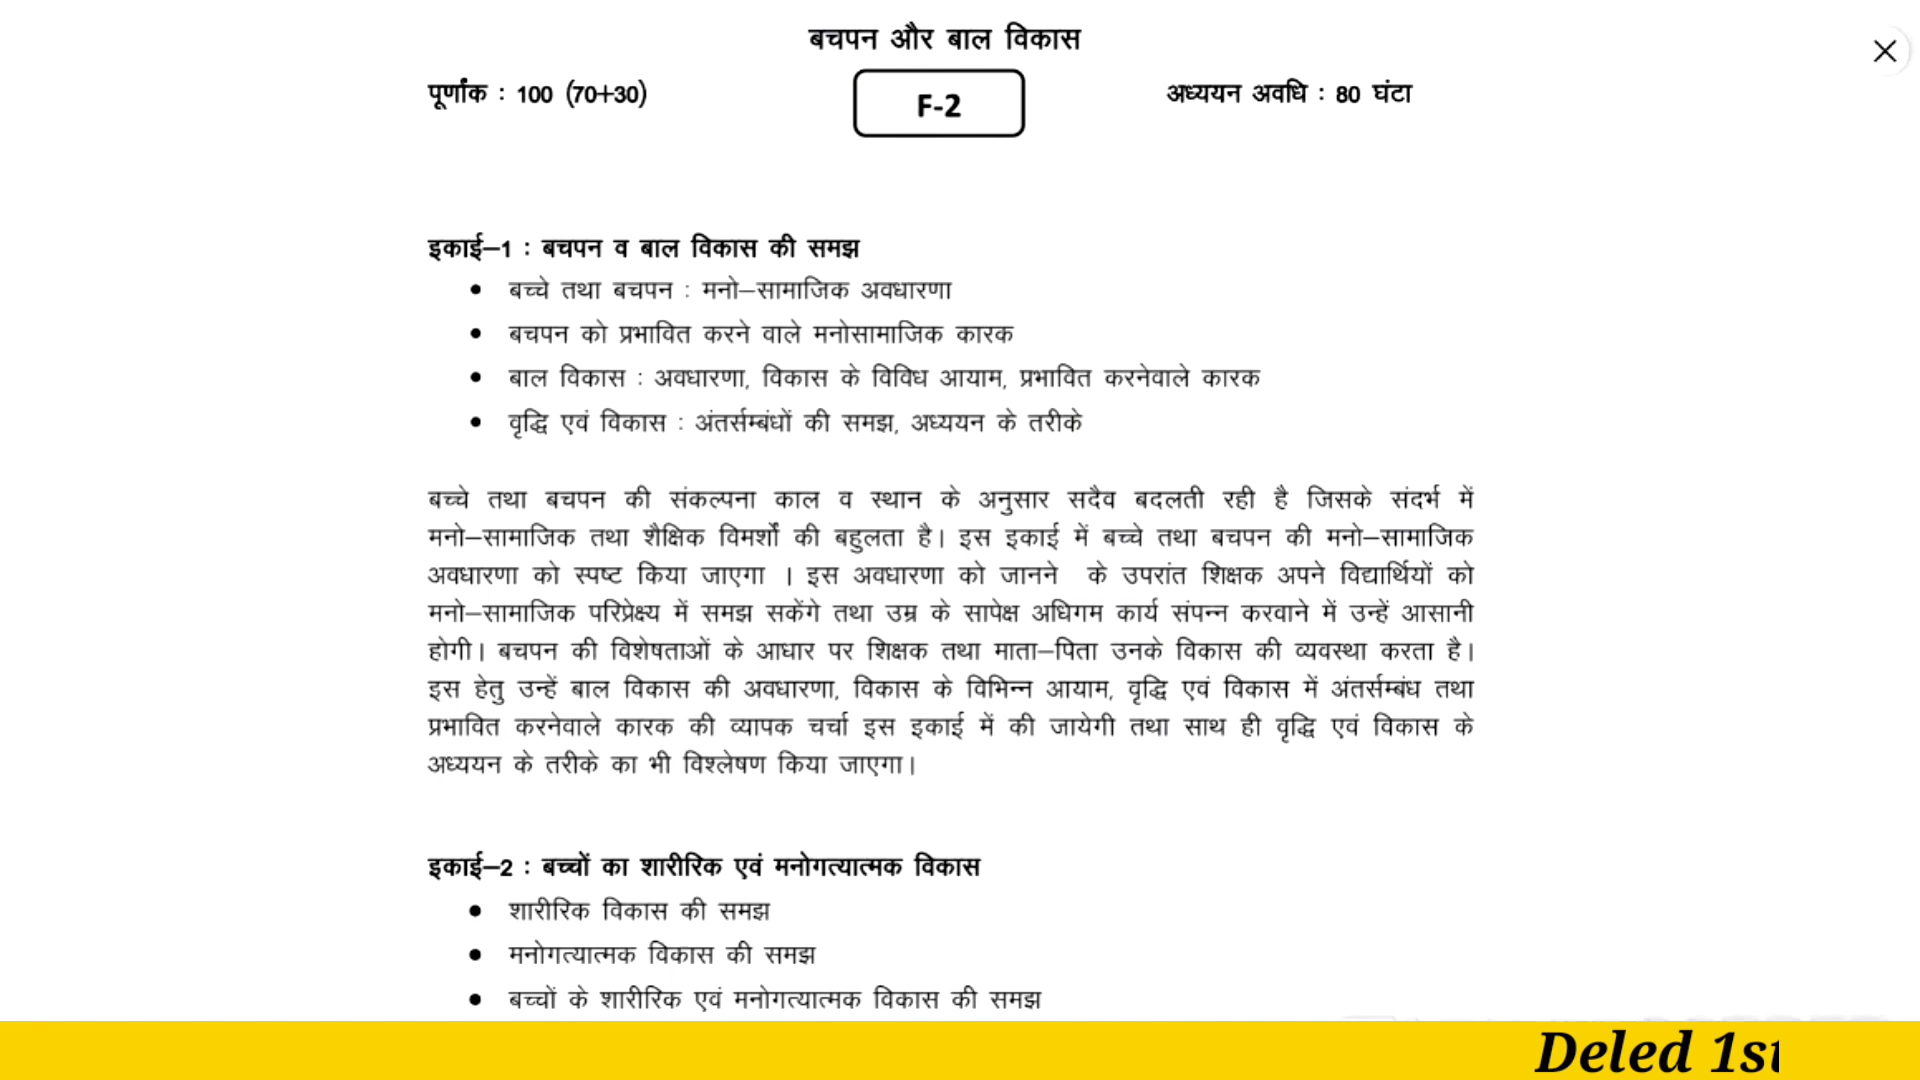 बचपन और बाल विकास
पूर्णांक : 100 (70+30)
F-2
अध्ययन अवधि : 80 घंटा
इकाई–1 : बचपन व बाल विकास की समझ
• बच्चे तथा बचपन : मनो–सामाजिक अवधारणा
• बचपन को प्रभावित करने वाले मनोसामाजिक कारक
• बाल विकास : अवधारणा, विकास के विविध आयाम, प्रभावित करनेवाले कारक
• वृद्धि एवं विकास : अंतर्सम्बंधों की समझ, अध्ययन के तरीके
बच्चे तथा बचपन की संकल्पना काल व स्थान के अनुसार सदैव बदलती रही है जिसके संदर्भ में
मनो–सामाजिक तथा शैक्षिक विमर्शों की बहुलता है। इस इकाई में बच्चे तथा बचपन की मनो–सामाजिक
अवधारणा को स्पष्ट किया जाएगा । इस अवधारणा को जानने के उपरांत शिक्षक अपने विद्यार्थियों को
मनो–सामाजिक परिप्रेक्ष्य में समझ सकेंगे तथा उम्र के सापेक्ष अधिगम कार्य संपन्न करवाने में उन्हें आसानी
होगी। बचपन की विशेषताओं के आधार पर शिक्षक तथा माता–पिता उनके विकास की व्यवस्था करता है।
इस हेतु उन्हें बाल विकास की अवधारणा, विकास के विभिन्न आयाम, वृद्धि एवं विकास में अंतर्सम्बंध तथा
प्रभावित करनेवाले कारक की व्यापक चर्चा इस इकाई में की जायेगी तथा साथ ही वृद्धि एवं विकास के
अध्ययन के तरीके का भी विश्लेषण किया जाएगा।
इकाई–2 : बच्चों का शारीरिक एवं मनोगत्यात्मक विकास
• शारीरिक विकास की समझ
• मनोगत्यात्मक विकास की समझ
• बच्चों के शारीरिक एवं मनोगत्यात्मक विकास की समझ
Deled 1st